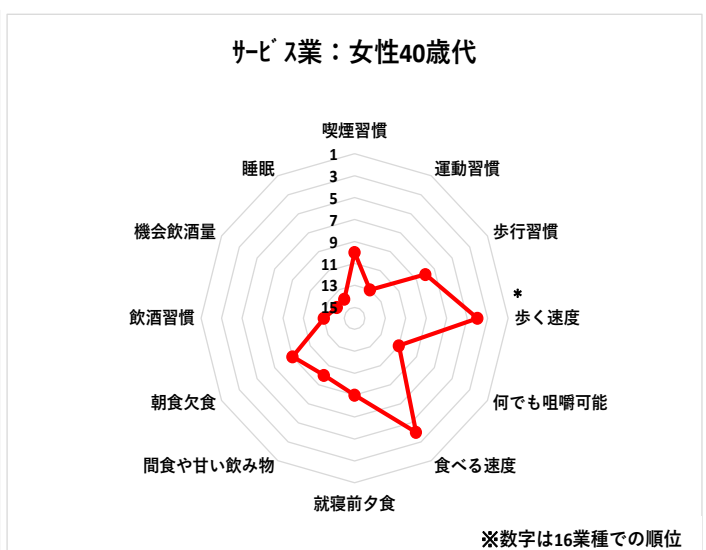 ｻｰﾋﾞｽ業：女性40歳代
喫煙習慣
運動習慣
歩行習慣
*
歩く速度
何でも咀嚼可能
食べる速度
就寝前夕食
間食や甘い飲み物
朝食欠食
飲酒習慣
機会飲酒量
睡眠
1
3
5
7
9
11
13
15
※数字は16業種での順位